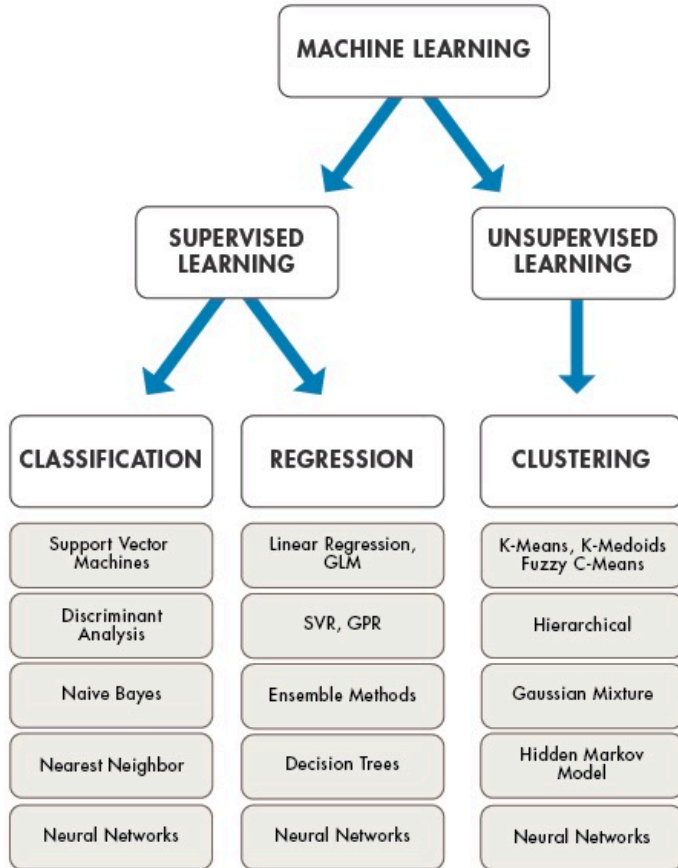 MACHINE LEARNING
SUPERVISED
LEARNING
UNSUPERVISED
LEARNING
CLASSIFICATION
Support Vector
Machines
Discriminant
Analysis
Naive Bayes
Nearest Neighbor
Neural Networks
REGRESSION
Linear Regression,
GLM
SVR, GPR
Ensemble Methods
Decision Trees
Neural Networks
CLUSTERING
K-Means, K-Medoids
Fuzzy C-Means
Hierarchical
Gaussian Mixture
Hidden Markov
Model
Neural Networks